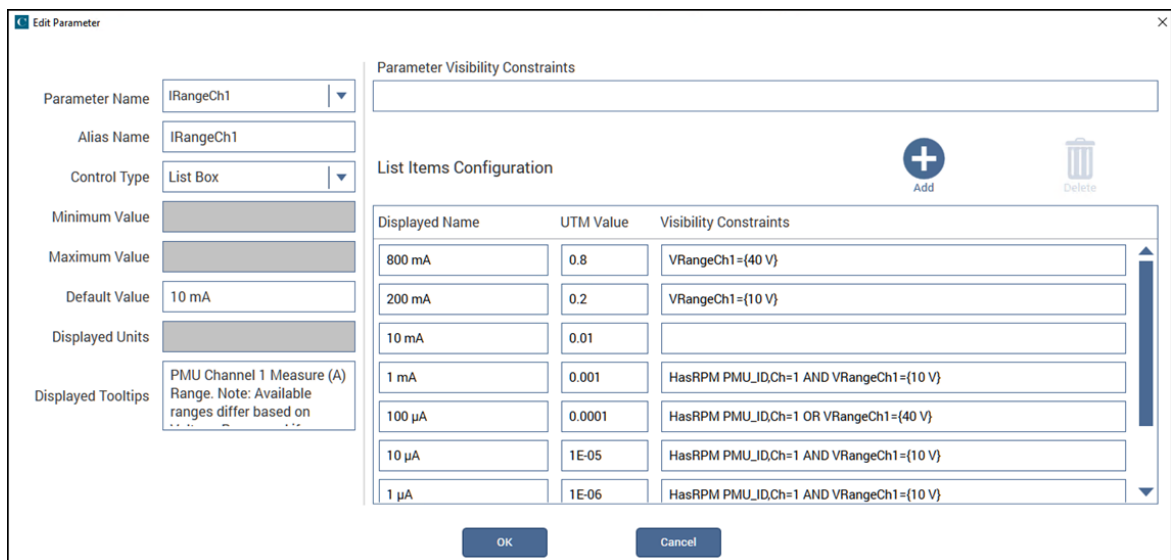 Edit Parameter
Parameter Visibility Constraints
Parameter Name IRangeCh1
Alias Name IRangeCh1
Control Type List Box
Minimum Value
Maximum Value
Default Value 10 mA
Displayed Units
Displayed Tooltips
PMU Channel 1 Measure (A)
Range. Note: Available
ranges differ based on
List Items Configuration
Add
Delete
Displayed Name UTM Value Visibility Constraints
800 mA 0.8 VRangeCh1={40 V}
200 mA 0.2 VRangeCh1={10 V}
10 mA 0.01
1 mA 0.001 HasRPM PMU_ID,Ch=1 AND VRangeCh1={10 V}
100 µA 0.0001 HasRPM PMU_ID,Ch=1 OR VRangeCh1={40 V}
10 µA 1E-05 HasRPM PMU_ID,Ch=1 AND VRangeCh1={10 V}
1 µA 1E-06 HasRPM PMU_ID,Ch=1 AND VRangeCh1={10 V}
OK
Cancel